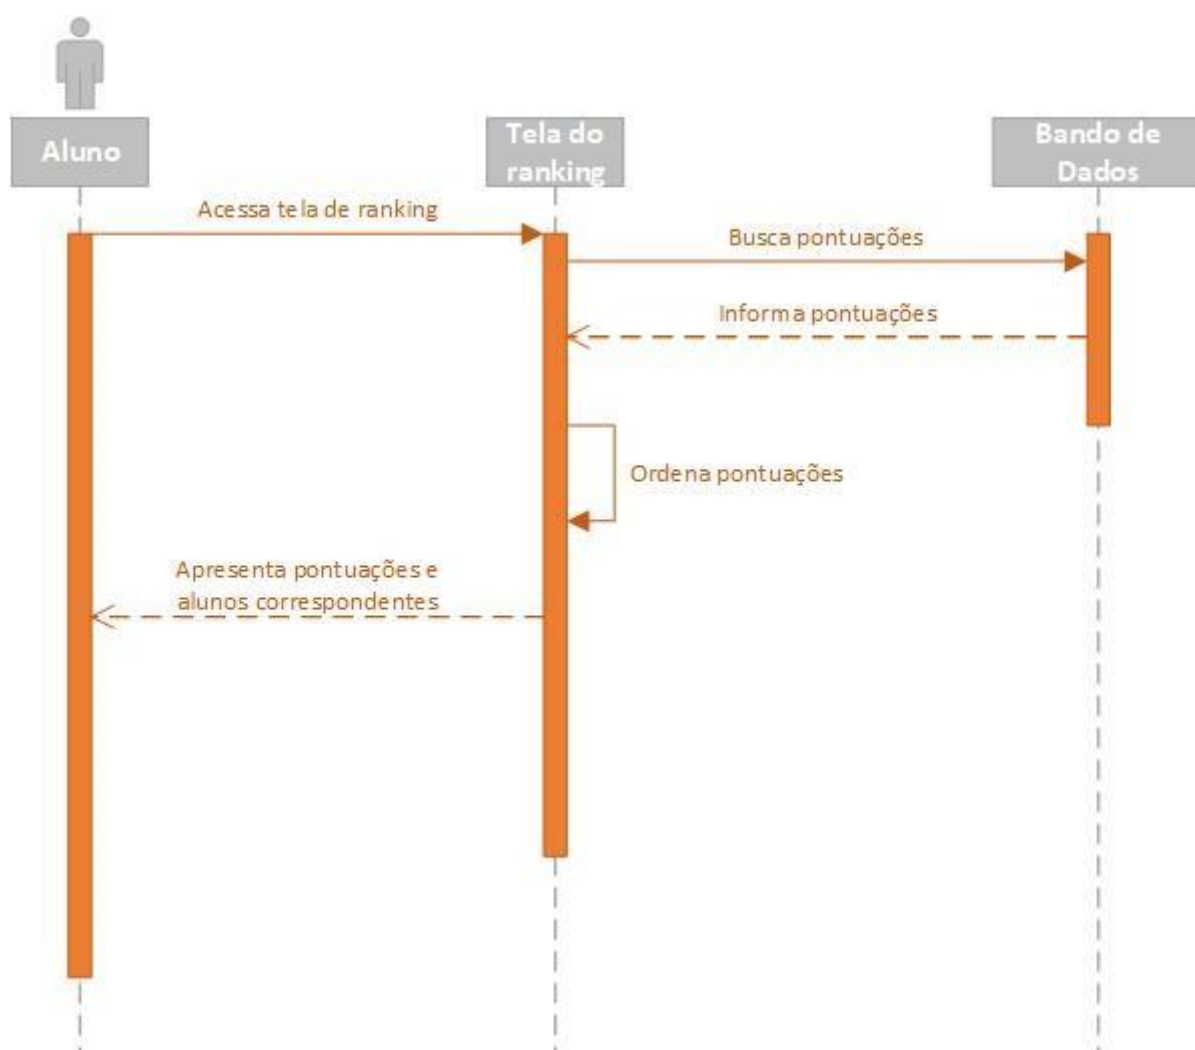 Aluno
Tela do
ranking
Bando de
Dados
Acessa tela de ranking
Busca pontuações
Informa pontuações
Ordena pontuações
Apresenta pontuações e
alunos correspondentes